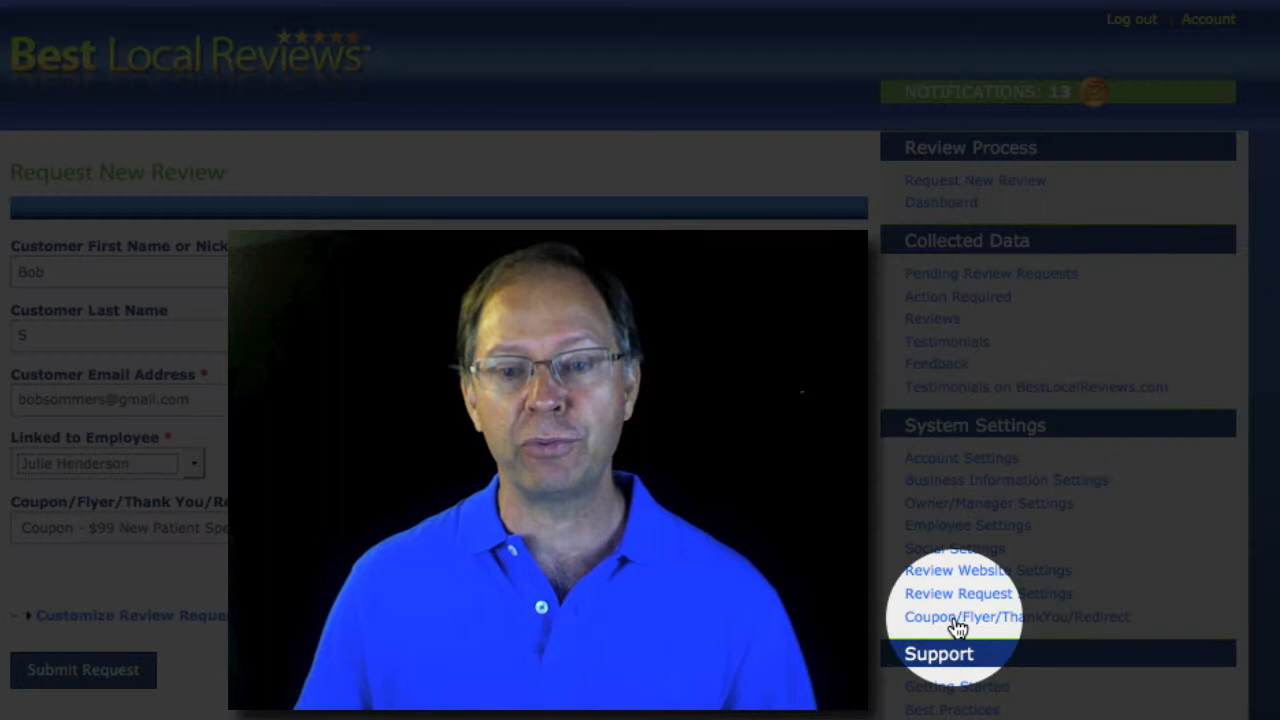 Log out | Account
Best Local Reviews
NOTIFICATIONS: 13
Request New Review
Customer First Name or Nick
Bob
Customer Last Name
S
Customer Email Address *
bobsommers@gmail.com
Linked to Employee *
Julie Henderson
Coupon/Flyer/Thank You/Re
Coupon - $99 New Patient Spe
Customize Review Reque
Submit Request
Review Process
Request New Review
Dashboard
Collected Data
Pending Review Requests
Action Required
Reviews
Testimonials
Feedback
Testimonials on BestLocalReviews.com
System Settings
Account Settings
Business Information Settings
Owner/Manager Settings
Employee Settings
Social Settings
Review Website Settings
Review Request Settings
Coupon/Flyer/ThankYou/Redirect
Support
Getting Started
Best Practices